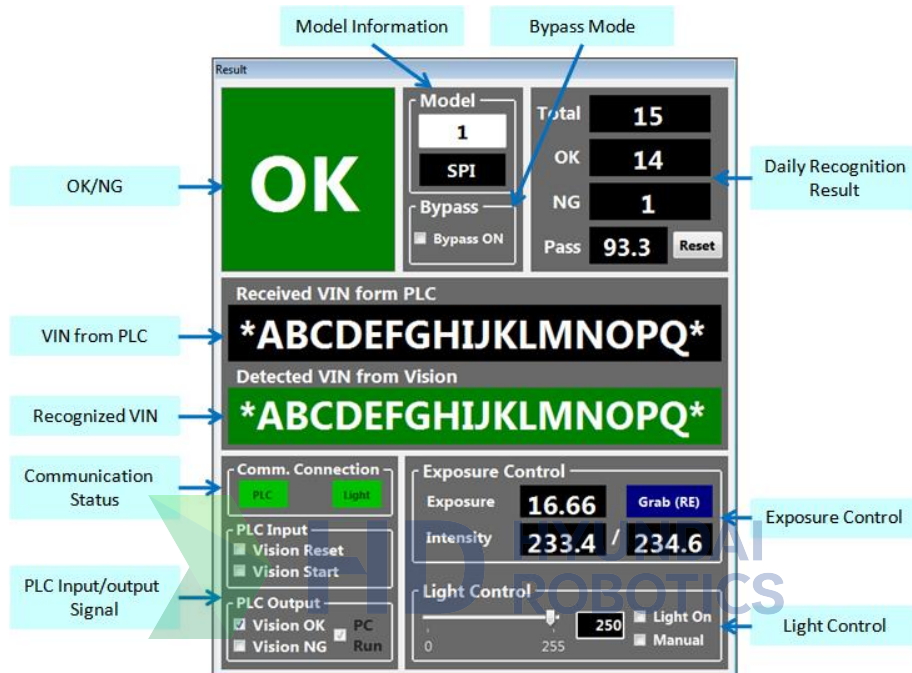 Model Information
Bypass Mode
Result
OK
Model
1
SPI
Bypass
Bypass ON
Total 15
OK 14
NG 1
Pass 93.3 Reset
OK/NG
Daily Recognition
Result
Received VIN form PLC
*ABCDEFGHIJKLMNOPQ*
VIN from PLC
Detected VIN from Vision
*ABCDEFGHIJKLMNOPQ*
Recognized VIN
Communication
Status
Comm. Connection
PLC Light
PLC Input
Vision Reset
Vision Start
PLC Input/output
Signal
PLC Output
Vision OK
Vision NG
PC
Run
Exposure Control
Exposure 16.66 Grab (RE)
Intensity 233.4 / 234.6
Exposure Control
Light Control
0 255
250
Light On
Manual
Light Control
HD HYUNDAI
ROBOTICS